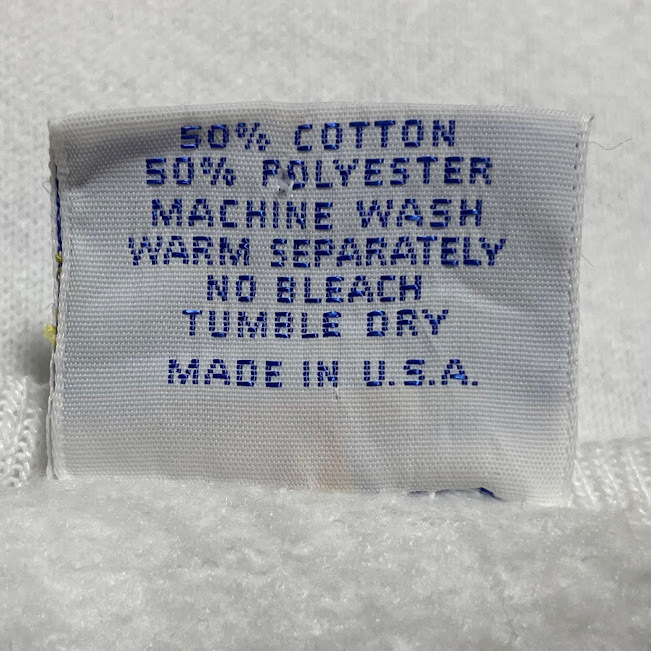 50% COTTON
50% POLYESTER
MACHINE WASH
WARM SEPARATELY
NO BLEACH
TUMBLE DRY
MADE IN U.S.A.